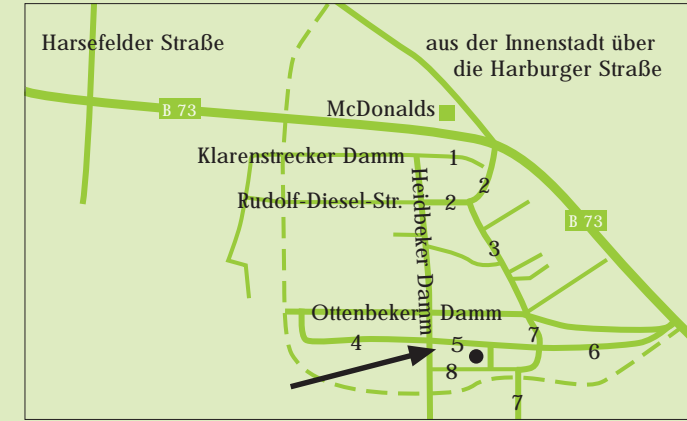 Harsefelder Straße
aus der Innenstadt über
die Harburger Straße
B 73
McDonalds
Klarenstrecker Damm
1
2
Rudolf-Diesel-Str.
2
Heidbeker Damm
B 73
3
Ottenbeker Damm
7
4
5
6
8
7